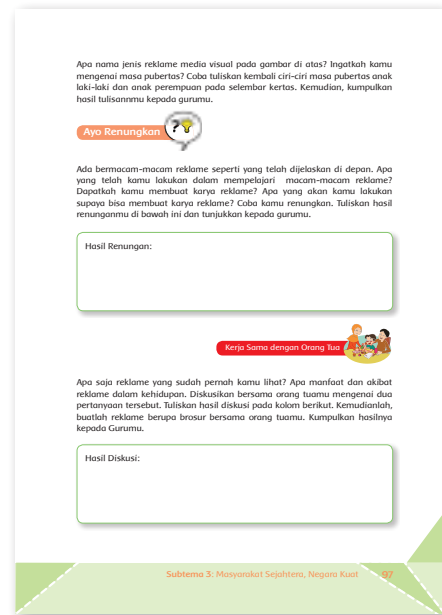 Apa nama jenis reklame media visual pada gambar di atas? Ingatkah kamu
mengenai masa pubertas? Coba tuliskan kembali ciri-ciri masa pubertas anak
laki-laki dan anak perempuan pada selembar kertas. Kemudian, kumpulkan
hasil tulisannmu kepada gurumu.
Ayo Renungkan
Ada bermacam-macam reklame seperti yang telah dijelaskan di depan. Apa
yang telah kamu lakukan dalam mempelajari macam-macam reklame?
Dapatkah kamu membuat karya reklame? Apa yang akan kamu lakukan
supaya bisa membuat karya reklame? Coba kamu renungkan. Tuliskan hasil
renunganmu di bawah ini dan tunjukkan kepada gurumu.
Hasil Renungan:
Kerja Sama dengan Orang Tua
Apa saja reklame yang sudah pernah kamu lihat? Apa manfaat dan akibat
reklame dalam kehidupan. Diskusikan bersama orang tuamu mengenai dua
pertanyaan tersebut. Tuliskan hasil diskusi pada kolom berikut. Kemudianlah,
buatlah reklame berupa brosur bersama orang tuamu. Kumpulkan hasilnya
kepada Gurumu.
Hasil Diskusi:
Subtema 3: Masyarakat Sejahtera, Negara Kuat 97